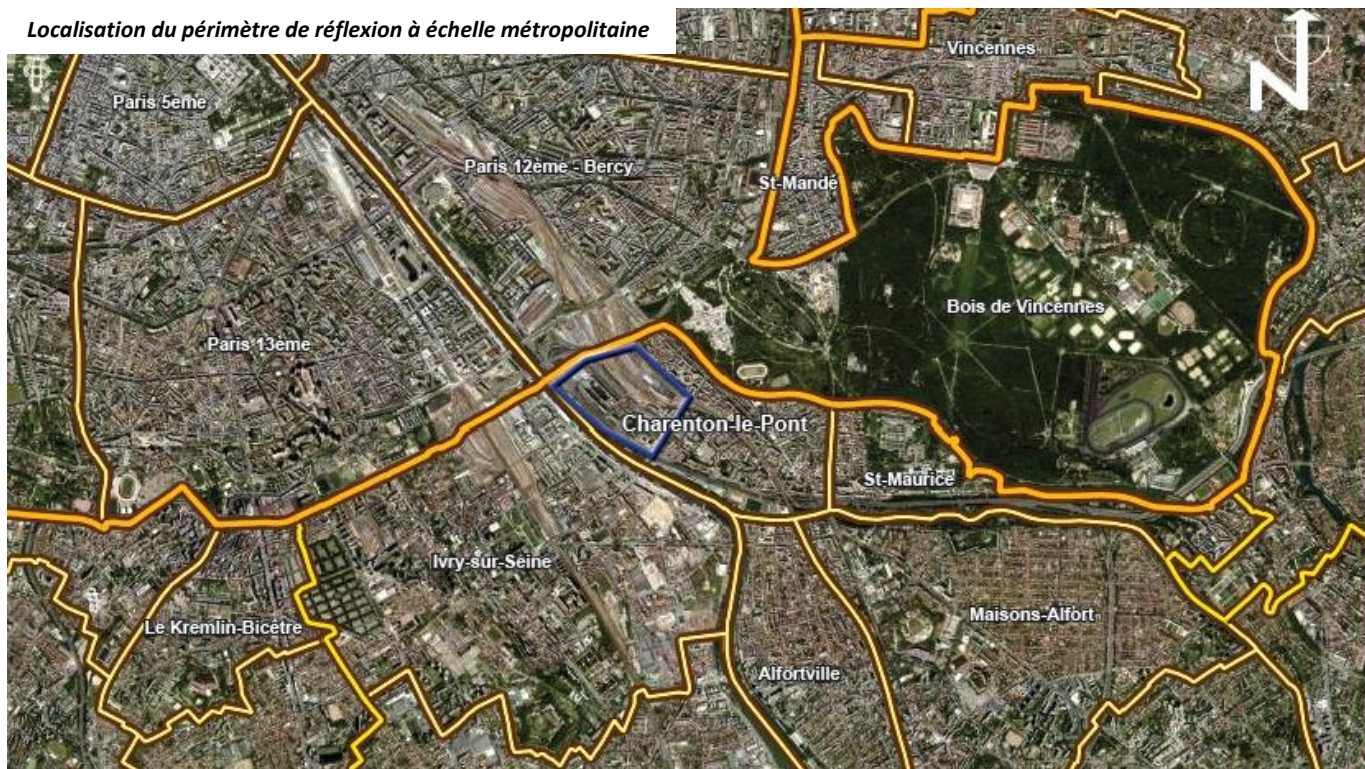 Localisation du périmètre de réflexion à échelle métropolitaine
Vincennes
N
Paris 5ème
Paris 12ème - Bercy
St-Mandé
Bois de Vincennes
Paris 13ème
Charenton-le-Pont
St-Maurice
Ivry-sur-Seine
Maisons-Alfort
Le Kremlin-Bicêtre
Alfortville